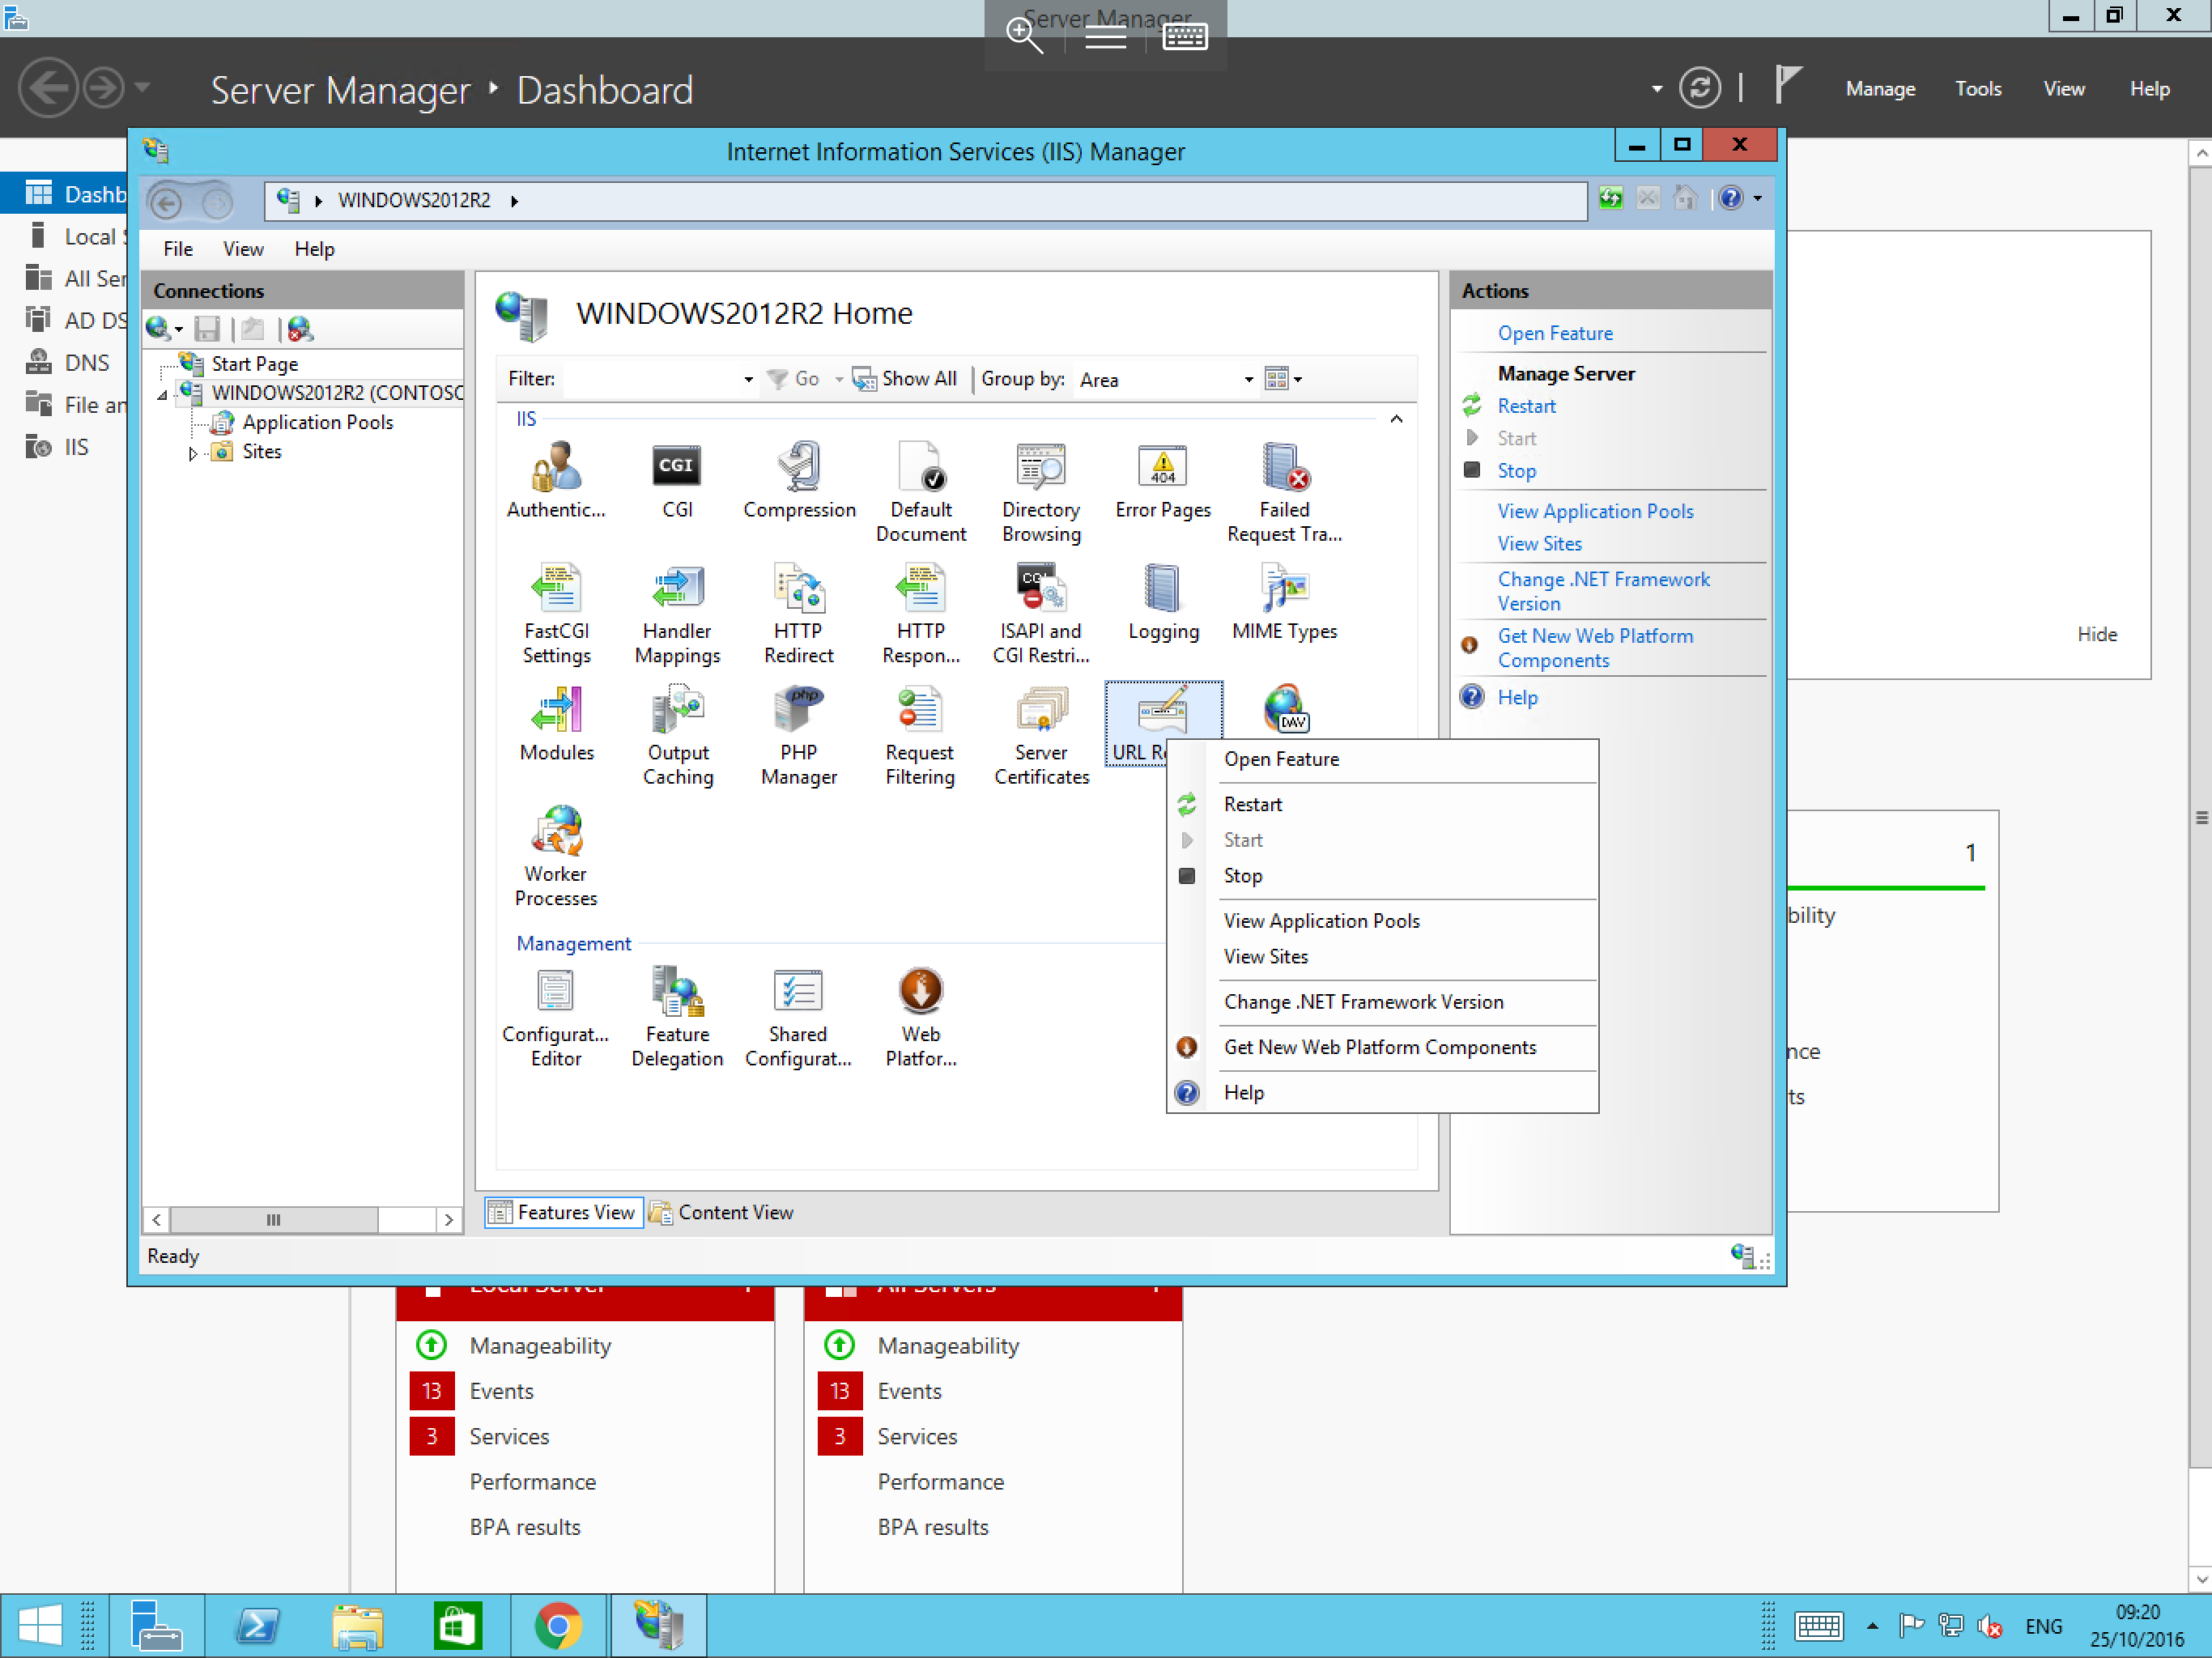 Server Manager
Server Manager ‣ Dashboard
Manage Tools View Help
Internet Information Services (IIS) Manager
WINDOWS2012R2
File View Help
Dashb
Local S
All Ser
AD DS
DNS
File an
IIS
Connections
Start Page
WINDOWS2012R2 (CONTOSO
Application Pools
Sites
WINDOWS2012R2 Home
Filter: Go Show All Group by: Area
IIS
Authentic...
CGI
CGI
Compression
Default Document
Directory Browsing
404
Error Pages
Failed Request Tra...
FastCGI Settings
Handler Mappings
HTTP Redirect
HTTP Respon...
ISAPI and CGI Restri...
Logging
MIME Types
Modules
Output Caching
php
PHP Manager
Request Filtering
Server Certificates
URL Re
DAV
Worker Processes
Management
Configurat... Editor
Feature Delegation
Shared Configurat...
Web Platfor...
Open Feature
Restart
Start
Stop
View Application Pools
View Sites
Change .NET Framework Version
Get New Web Platform Components
Help
Features View Content View
Ready
Actions
Open Feature
Manage Server
Restart
Start
Stop
View Application Pools
View Sites
Change .NET Framework
Version
Get New Web Platform
Components
Help
Hide
1
bility
nce
ts
Local Server 1
All Servers 1
Manageability
13 Events
3 Services
Performance
BPA results
Manageability
13 Events
3 Services
Performance
BPA results
ENG
09:20
25/10/2016